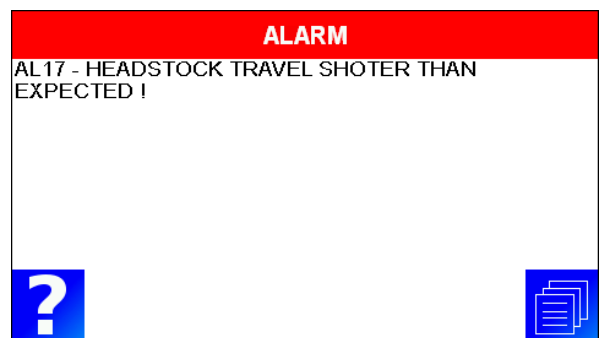 ALARM
AL17 - HEADSTOCK TRAVEL SHOTER THAN
EXPECTED !
?